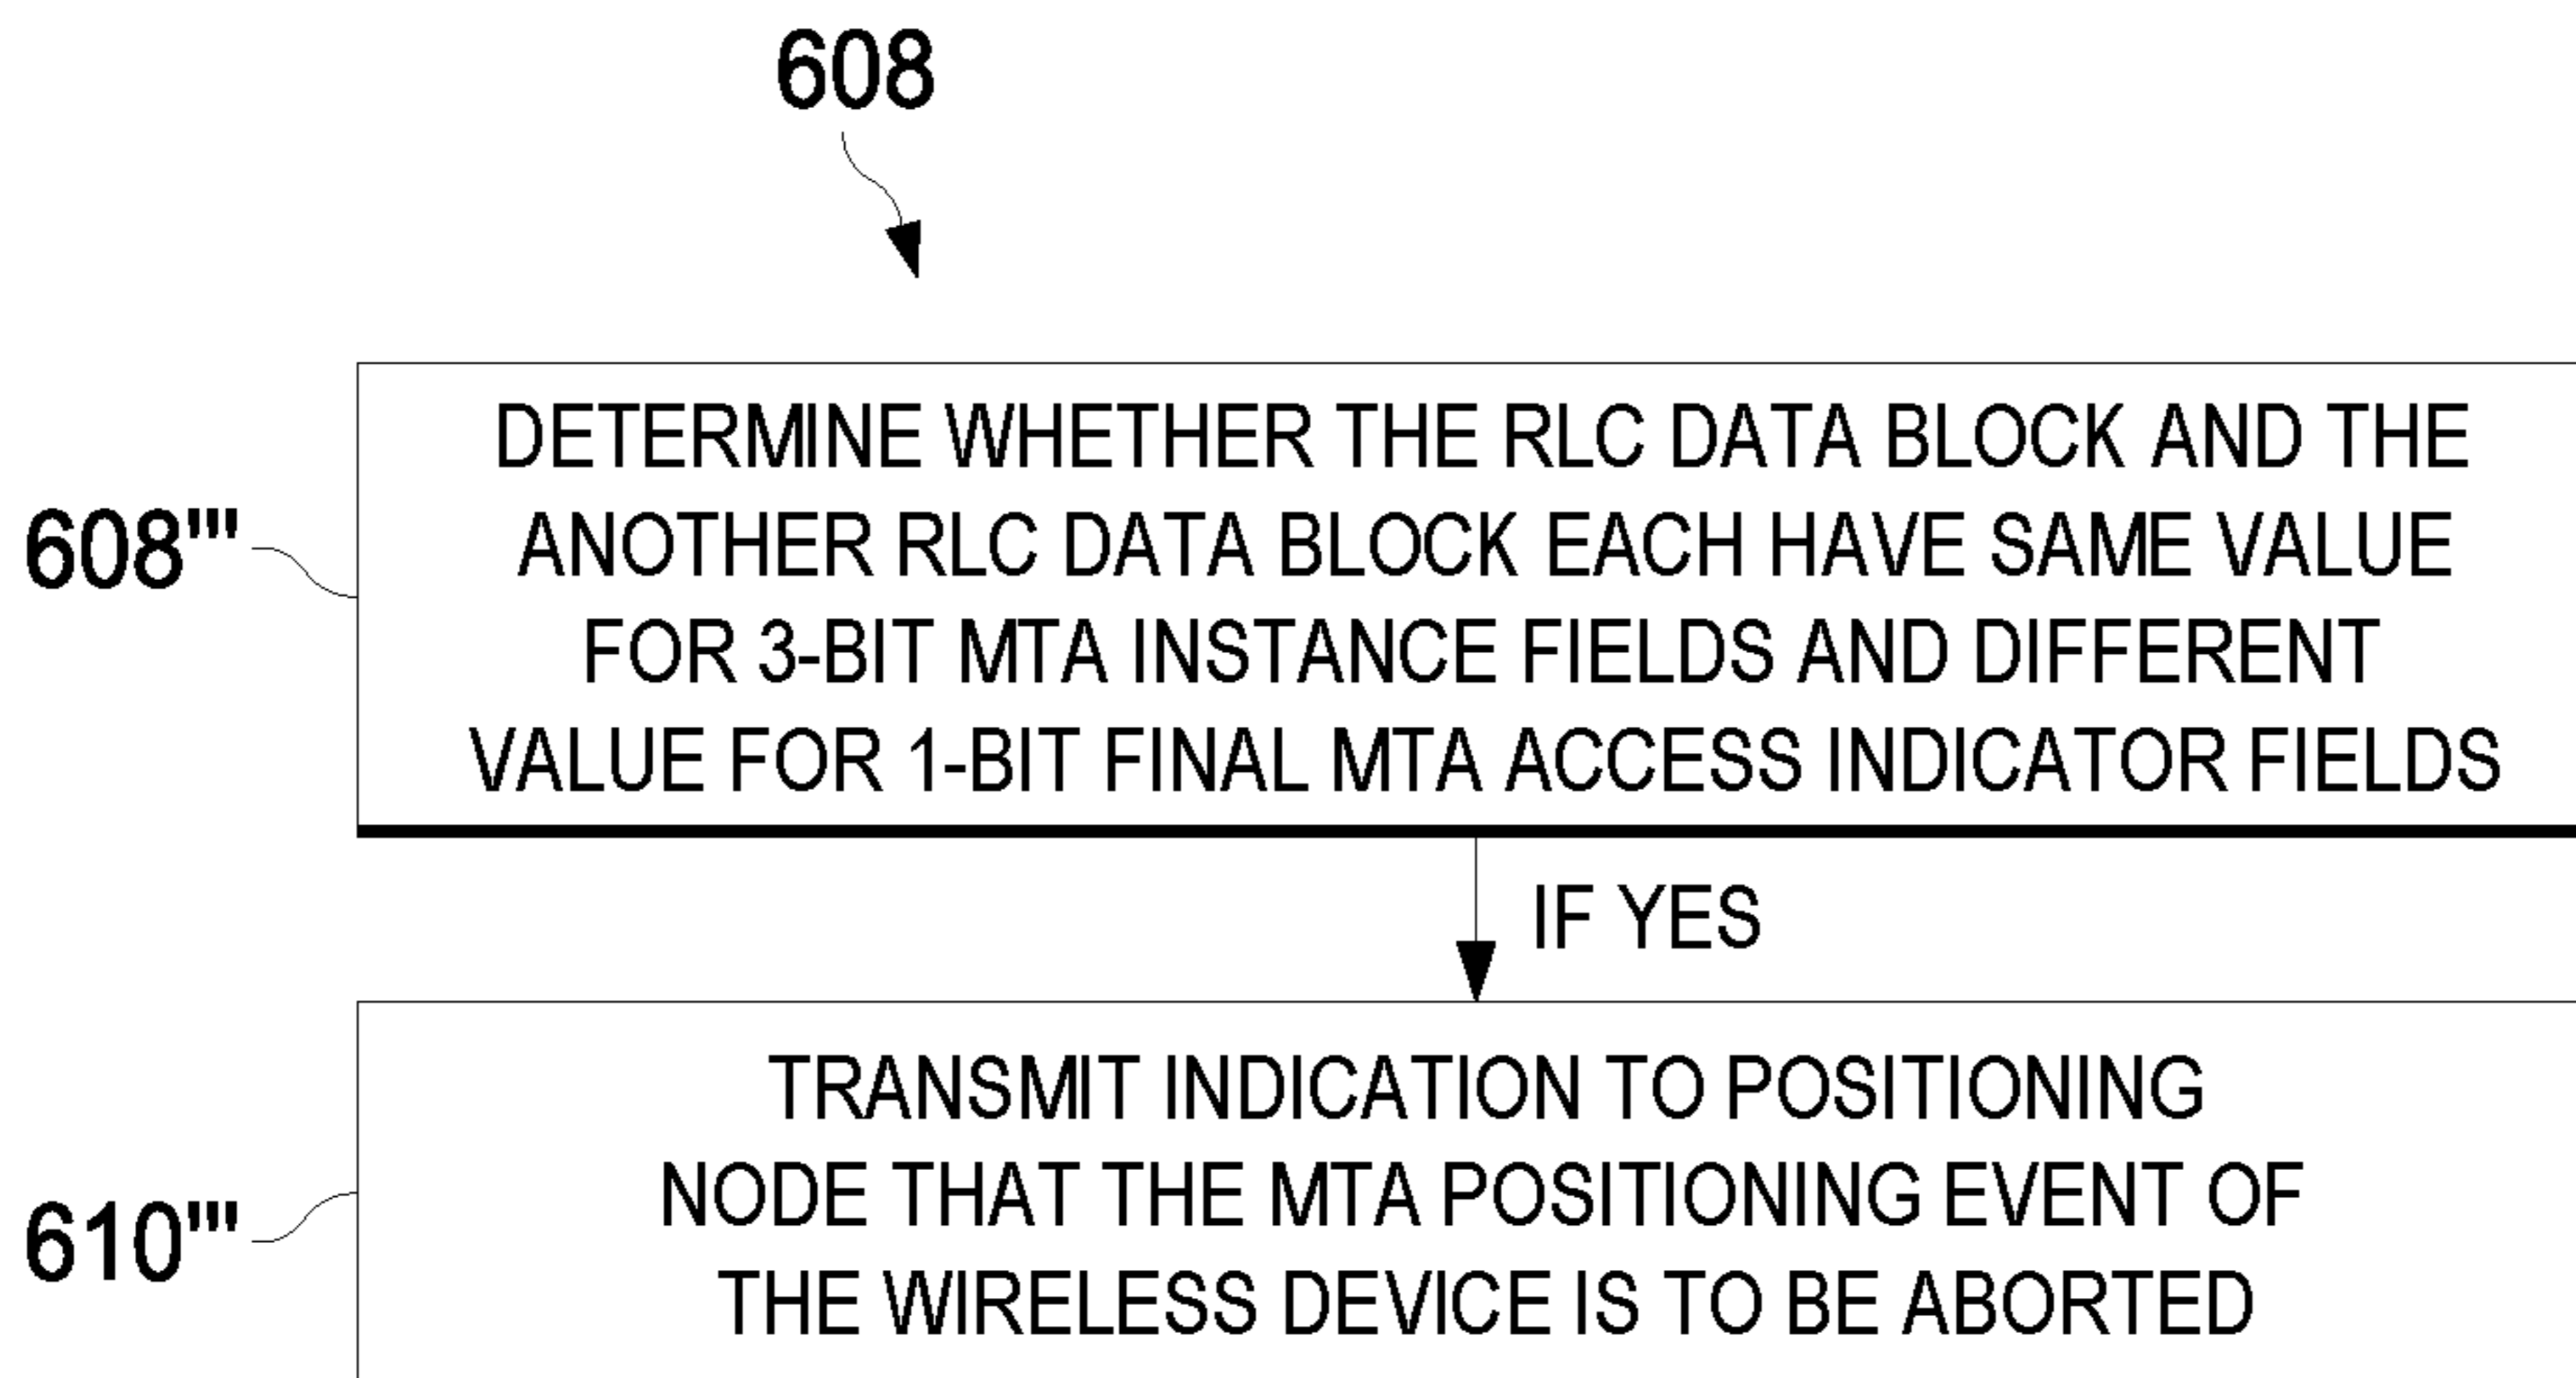 608
608'''
DETERMINE WHETHER THE RLC DATA BLOCK AND THE
ANOTHER RLC DATA BLOCK EACH HAVE SAME VALUE
FOR 3-BIT MTA INSTANCE FIELDS AND DIFFERENT
VALUE FOR 1-BIT FINAL MTA ACCESS INDICATOR FIELDS
IF YES
610'''
TRANSMIT INDICATION TO POSITIONING
NODE THAT THE MTA POSITIONING EVENT OF
THE WIRELESS DEVICE IS TO BE ABORTED